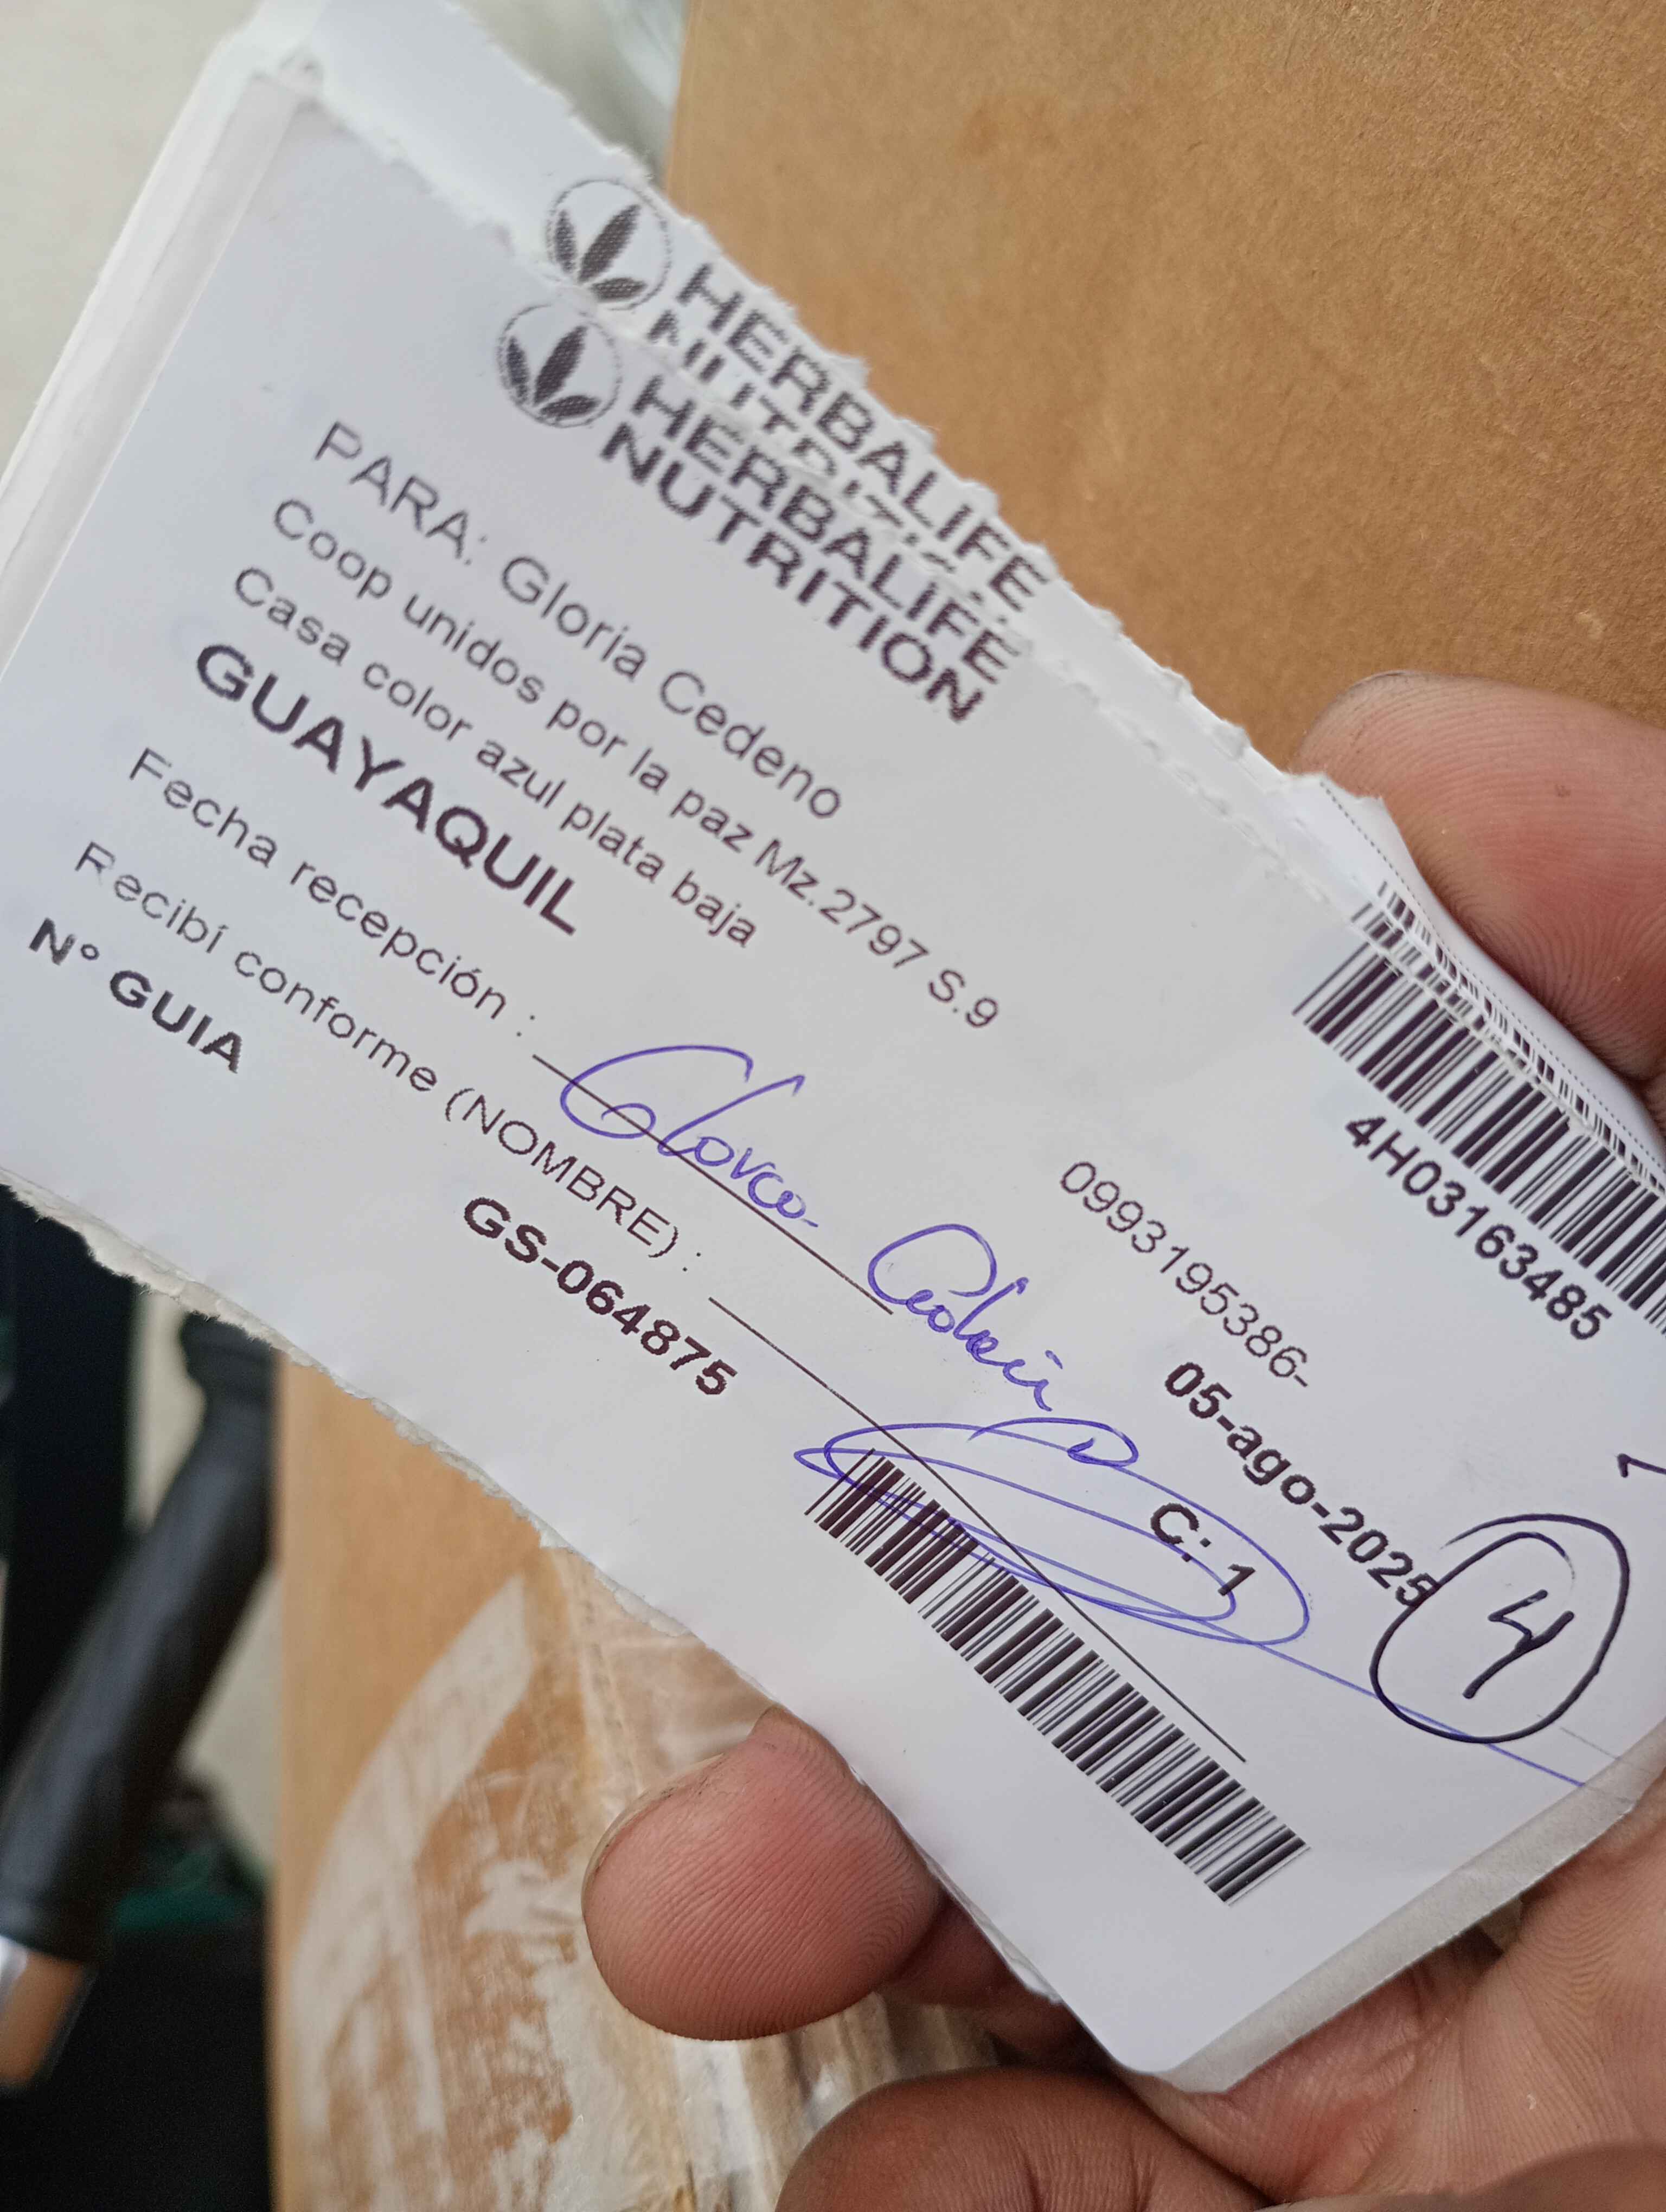 HERBALIFE
HERBALIFE
NUTRITION
4H03163485
PARA: Gloria Cedeno
Coop unidos por la paz Mz.2797 S.9
Casa color azul plata baja
0993195386-
GUAYAQUIL
05-ago-2025
1
4
Fecha recepción :
Recibí conforme (NOMBRE) :
C: 1
N° GUIA GS-064875